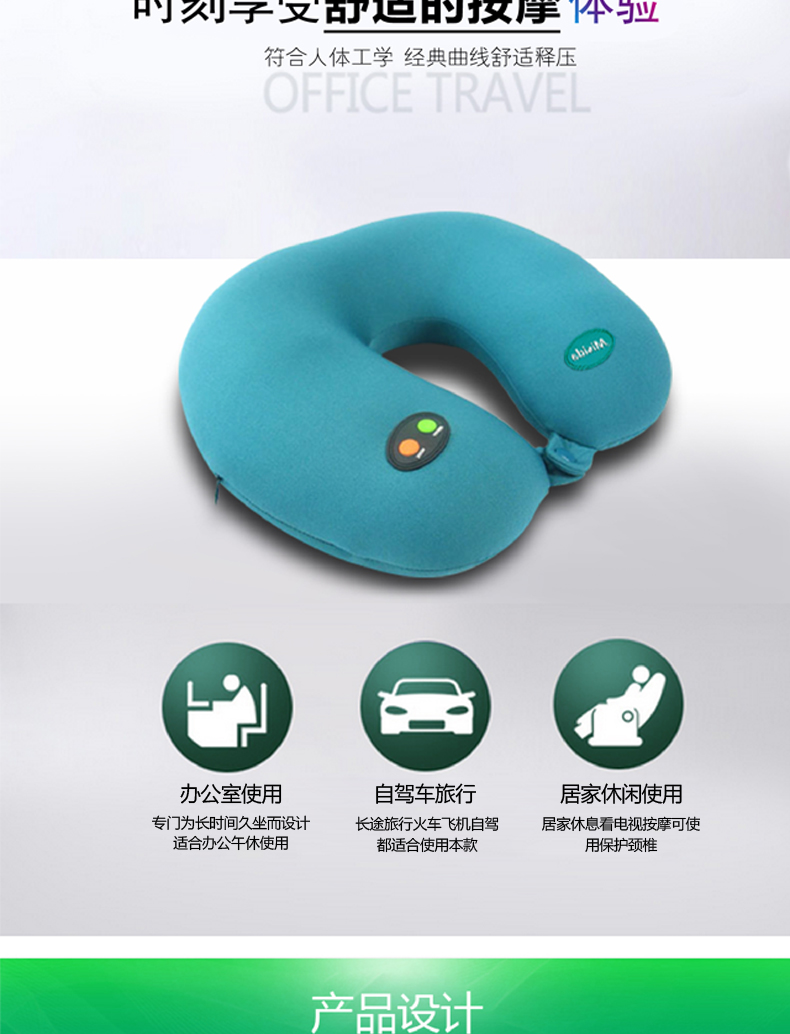 时刻享受舒适的按摩体验
符合人体工学 经典曲线舒适释压
OFFICE TRAVEL
办公室使用
专门为长时间久坐而设计
适合办公午休使用
自驾车旅行
长途旅行火车飞机自驾
都适合使用本款
居家休闲使用
居家休息看电视按摩可使
用保护颈椎
产品设计